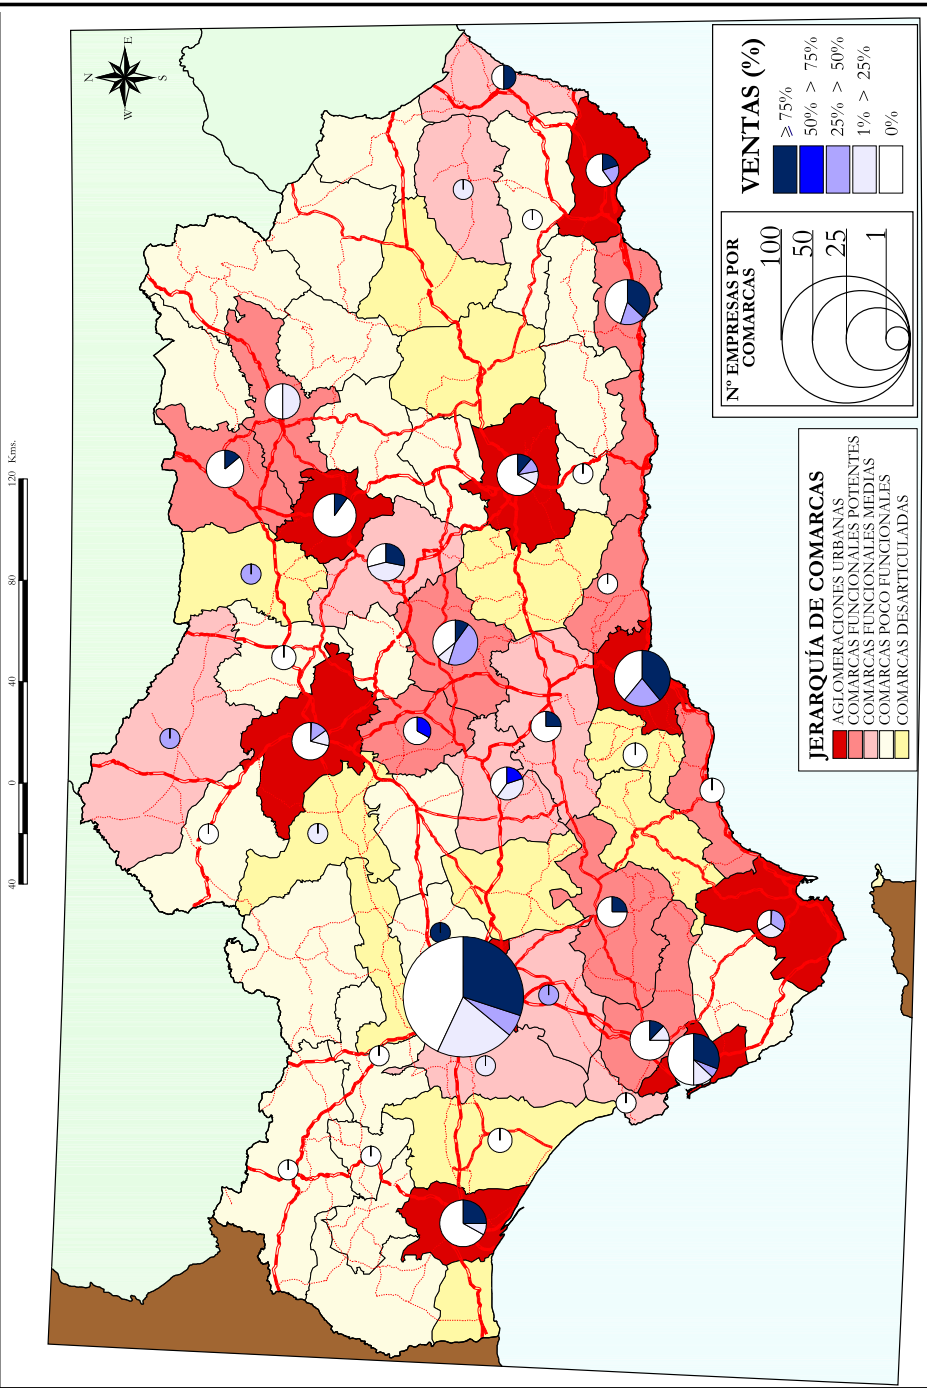 N
E
S
W
VENTAS (%)
≥ 75%
50% > 75%
25% > 50%
1% > 25%
0%
Nº EMPRESAS POR
COMARCAS
100
50
25
1
JERARQUÍA DE COMARCAS
AGLOMERACIONES URBANAS
COMARCAS FUNCIONALES POTENTES
COMARCAS FUNCIONALES MEDIAS
COMARCAS POCO FUNCIONALES
COMARCAS DESARTICULADAS
40 0 40 80 120 Kms.